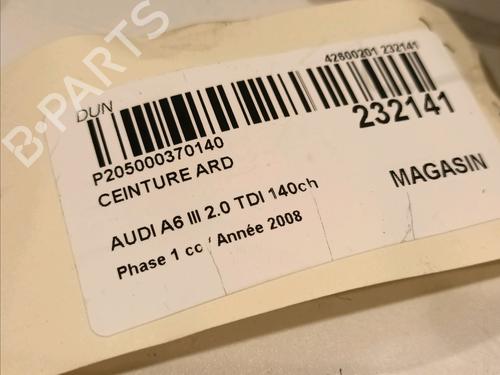 B-PARTS
DUN
42800201 232141
P205000370140
232141
CEINTURE ARD
MAGASIN
AUDI A6 III 2.0 TDI 140ch
Phase 1 Année 2008